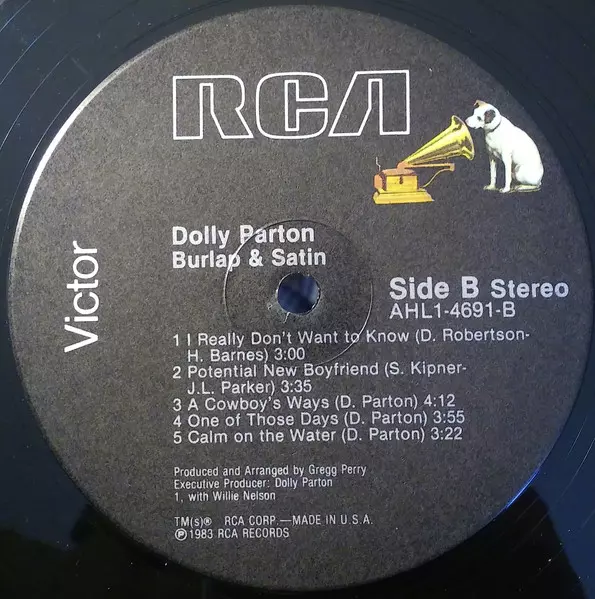 RCA
Victor
Dolly Parton
Burlap & Satin
Side B Stereo
AHL1-4691-B
1 I Really Don't Want to Know (D. Robertson-
H. Barnes) 3:00
2 Potential New Boyfriend (S. Kipner-
J.L. Parker) 3:35
3 A Cowboy's Ways (D. Parton) 4:12
4 One of Those Days (D. Parton) 3:55
5 Calm on the Water (D. Parton) 3:22
Produced and Arranged by Gregg Perry
Executive Producer: Dolly Parton
1, with Willie Nelson
TM(s)® RCA CORP.—MADE IN U.S.A.
Ⓟ1983 RCA RECORDS